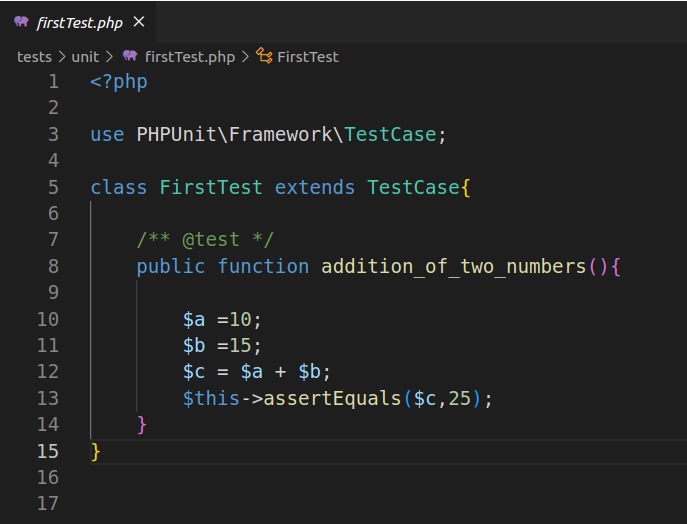 firstTest.php ×
tests > unit > firstTest.php > FirstTest
1 <?php
2
3 use PHPUnit\Framework\TestCase;
4
5 class FirstTest extends TestCase{
6
7     /** @test */
8     public function addition_of_two_numbers(){
9
10         $a =10;
11         $b =15;
12         $c = $a + $b;
13         $this->assertEquals($c,25);
14     }
15 }
16
17